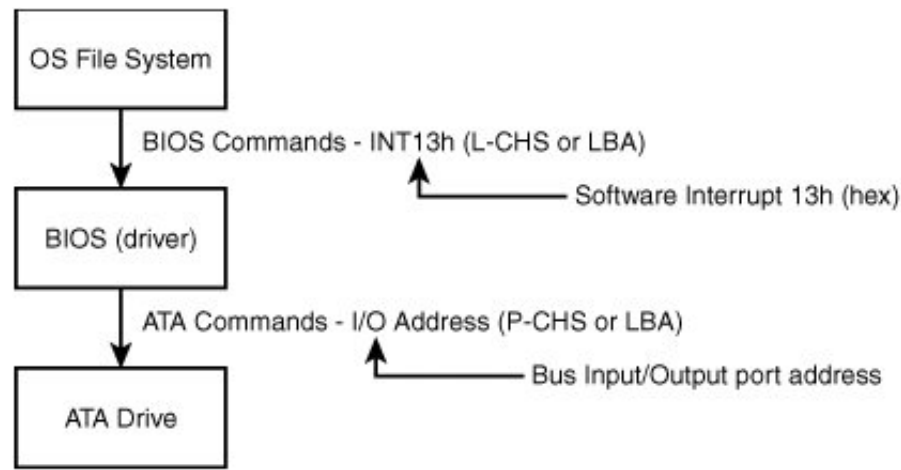 OS File System
BIOS Commands - INT13h (L-CHS or LBA)
Software Interrupt 13h (hex)
BIOS (driver)
ATA Commands - I/O Address (P-CHS or LBA)
Bus Input/Output port address
ATA Drive